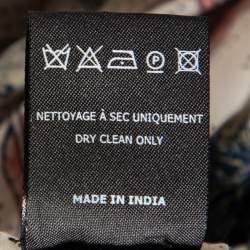 NETTOYAGE À SEC UNIQUEMENT
DRY CLEAN ONLY
MADE IN INDIA